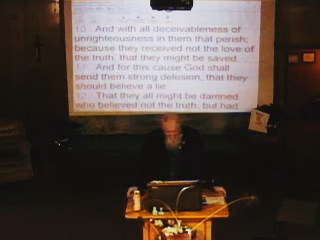 10 And with all deceivableness of
unrighteousness in them that perish;
because they received not the love of
the truth, that they might be saved.
11 And for this cause God shall
send them strong delusion, that they
should believe a lie
12 That they all might be damned
who believed not the truth, but had